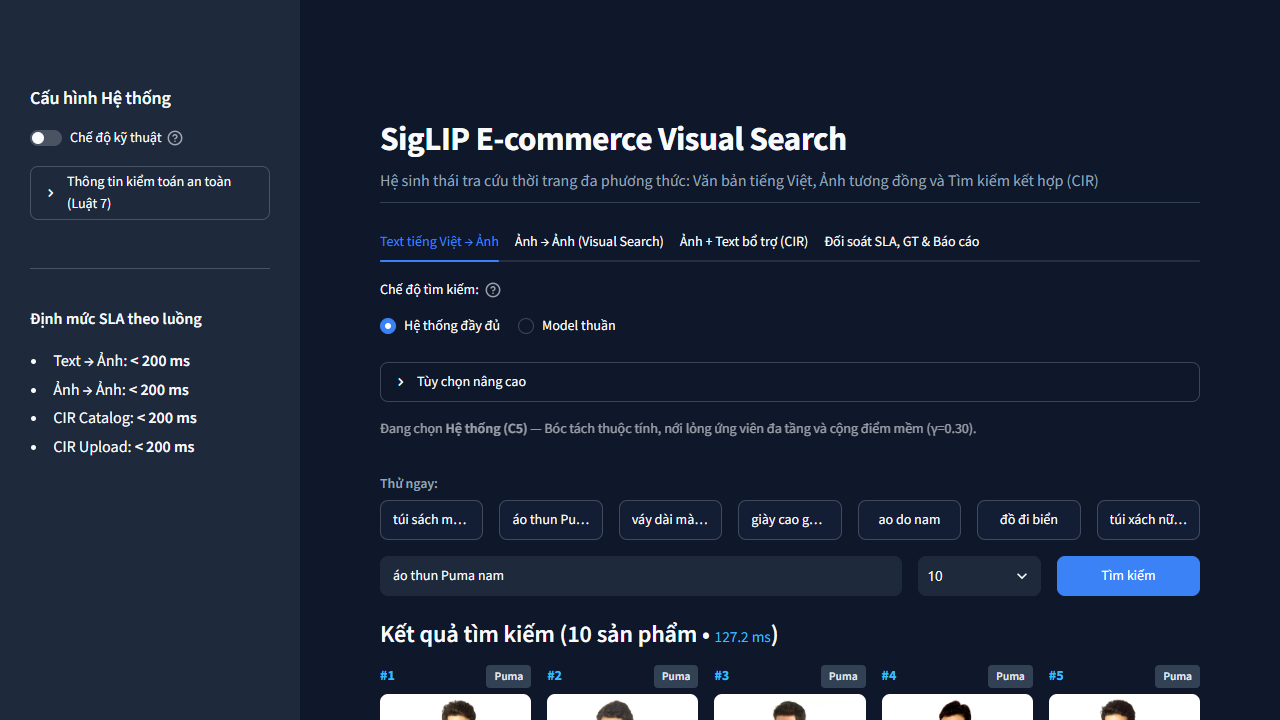 Cấu hình Hệ thống
Chế độ kỹ thuật
Thông tin kiểm toán an toàn
(Luật 7)
Định mức SLA theo luồng
• Text → Ảnh: < 200 ms
• Ảnh → Ảnh: < 200 ms
• CIR Catalog: < 200 ms
• CIR Upload: < 200 ms
SigLIP E-commerce Visual Search
Hệ sinh thái tra cứu thời trang đa phương thức: Văn bản tiếng Việt, Ảnh tương đồng và Tìm kiếm kết hợp (CIR)
Text tiếng Việt → Ảnh Ảnh → Ảnh (Visual Search) Ảnh + Text bổ trợ (CIR) Đối soát SLA, GT & Báo cáo
Chế độ tìm kiếm:
Hệ thống đầy đủ Model thuần
Tùy chọn nâng cao
Đang chọn Hệ thống (C5) — Bóc tách thuộc tính, nới lỏng ứng viên đa tầng và cộng điểm mềm (γ=0.30).
Thử ngay:
túi sách m... áo thun Pu... váy dài mà... giày cao g... ao do nam đồ đi biển túi xách nữ...
áo thun Puma nam 10 Tìm kiếm
Kết quả tìm kiếm (10 sản phẩm • 127.2 ms)
#1 Puma #2 Puma #3 Puma #4 Puma #5 Puma